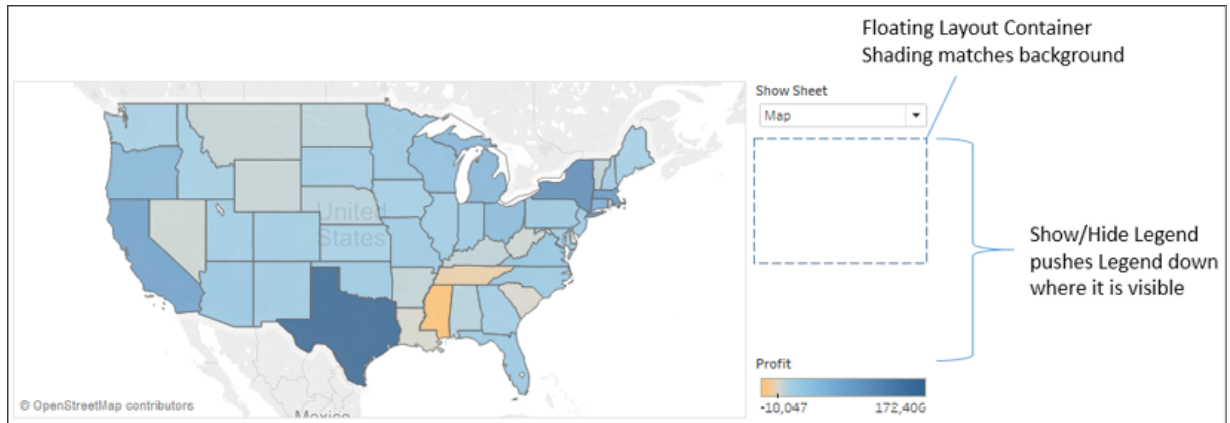 Floating Layout Container
Shading matches background
Show Sheet
Map
United
States
Show/Hide Legend
pushes Legend down
where it is visible
Profit
-10,047 172,406
© OpenStreetMap contributors
Mexico